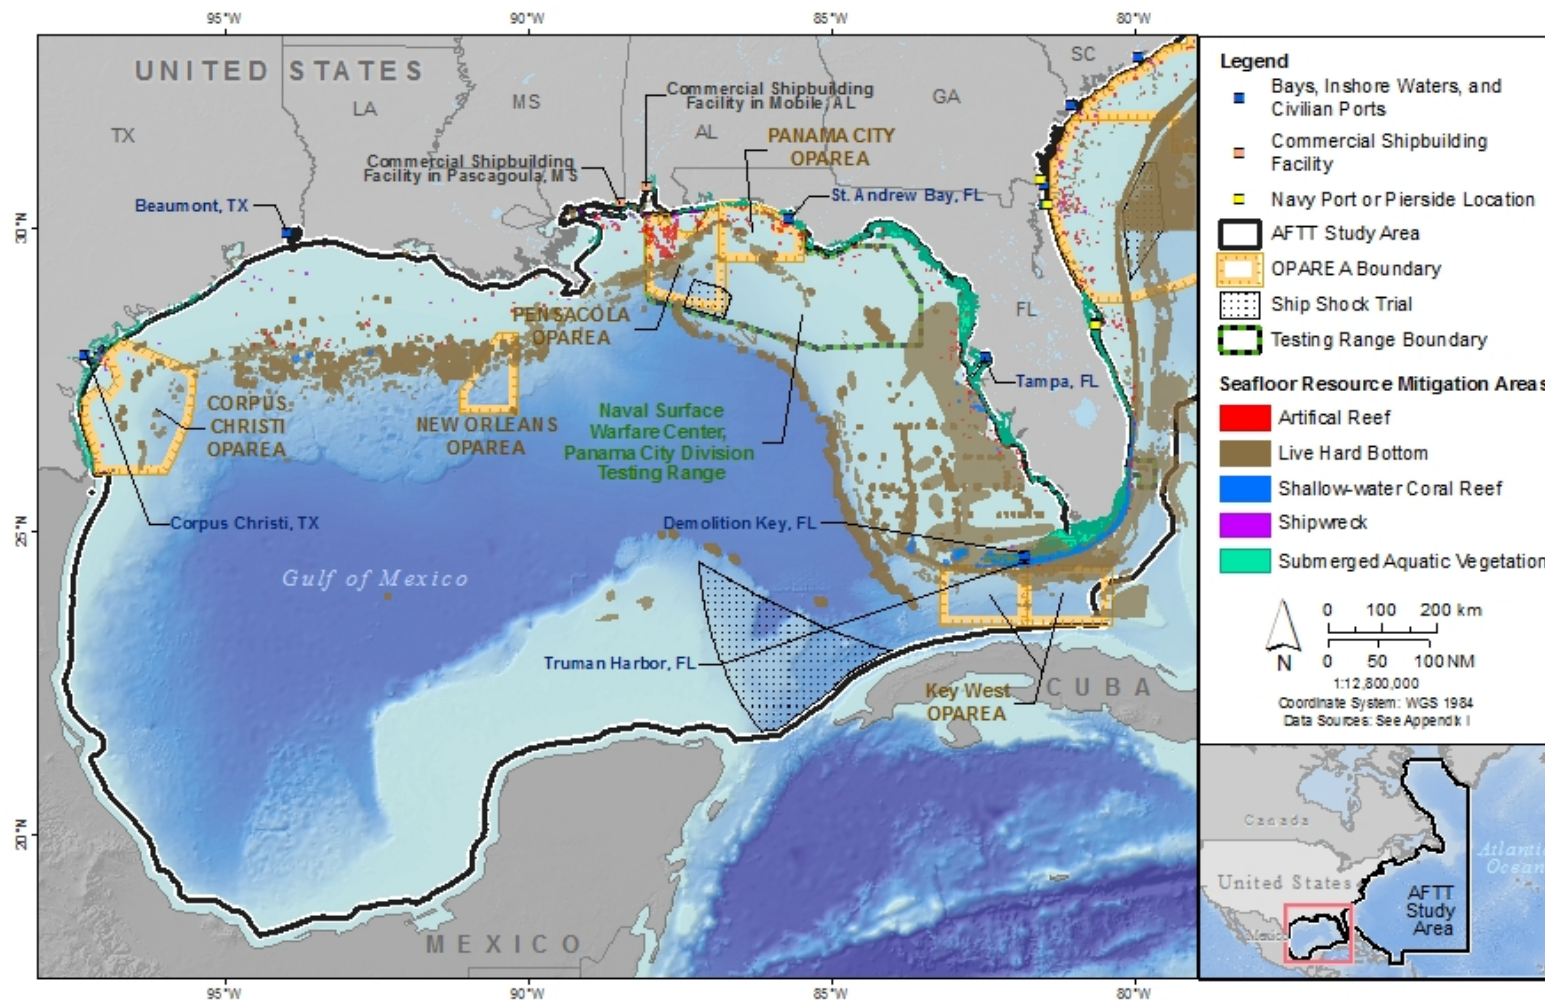 95°W
90°W
85°W
80°W
UNITED STATES
TX
LA
MS
AL
GA
SC
FL
Commercial Shipbuilding
Facility in Mobile, AL
PANAMA CITY
OPAREA
Commercial Shipbuilding
Facility in Pascagoula, MS
Beaumont, TX
St. Andrew Bay, FL
30°N
PENSACOLA
OPAREA
Tampa, FL
CORPUS
CHRISTI
OPAREA
NEW ORLEANS
OPAREA
Naval Surface
Warfare Center,
Panama City Division
Testing Range
Corpus Christi, TX
Demolition Key, FL
25°N
Gulf of Mexico
Truman Harbor, FL
Key West
OPAREA
CUBA
20°N
MEXICO
95°W
90°W
85°W
80°W
Legend
Bays, Inshore Waters, and
Civilian Ports
Commercial Shipbuilding
Facility
Navy Port or Pierside Location
AFTT Study Area
OPAREA Boundary
Ship Shock Trial
Testing Range Boundary
Seafloor Resource Mitigation Areas
Artifical Reef
Live Hard Bottom
Shallow-water Coral Reef
Shipwreck
Submerged Aquatic Vegetation
0 100 200 km
N
0 50 100 NM
1:12,800,000
Coordinate System: WGS 1984
Data Sources: See Appendix I
Canada
United States
Mexico
Atlantic
Ocean
AFTT
Study
Area